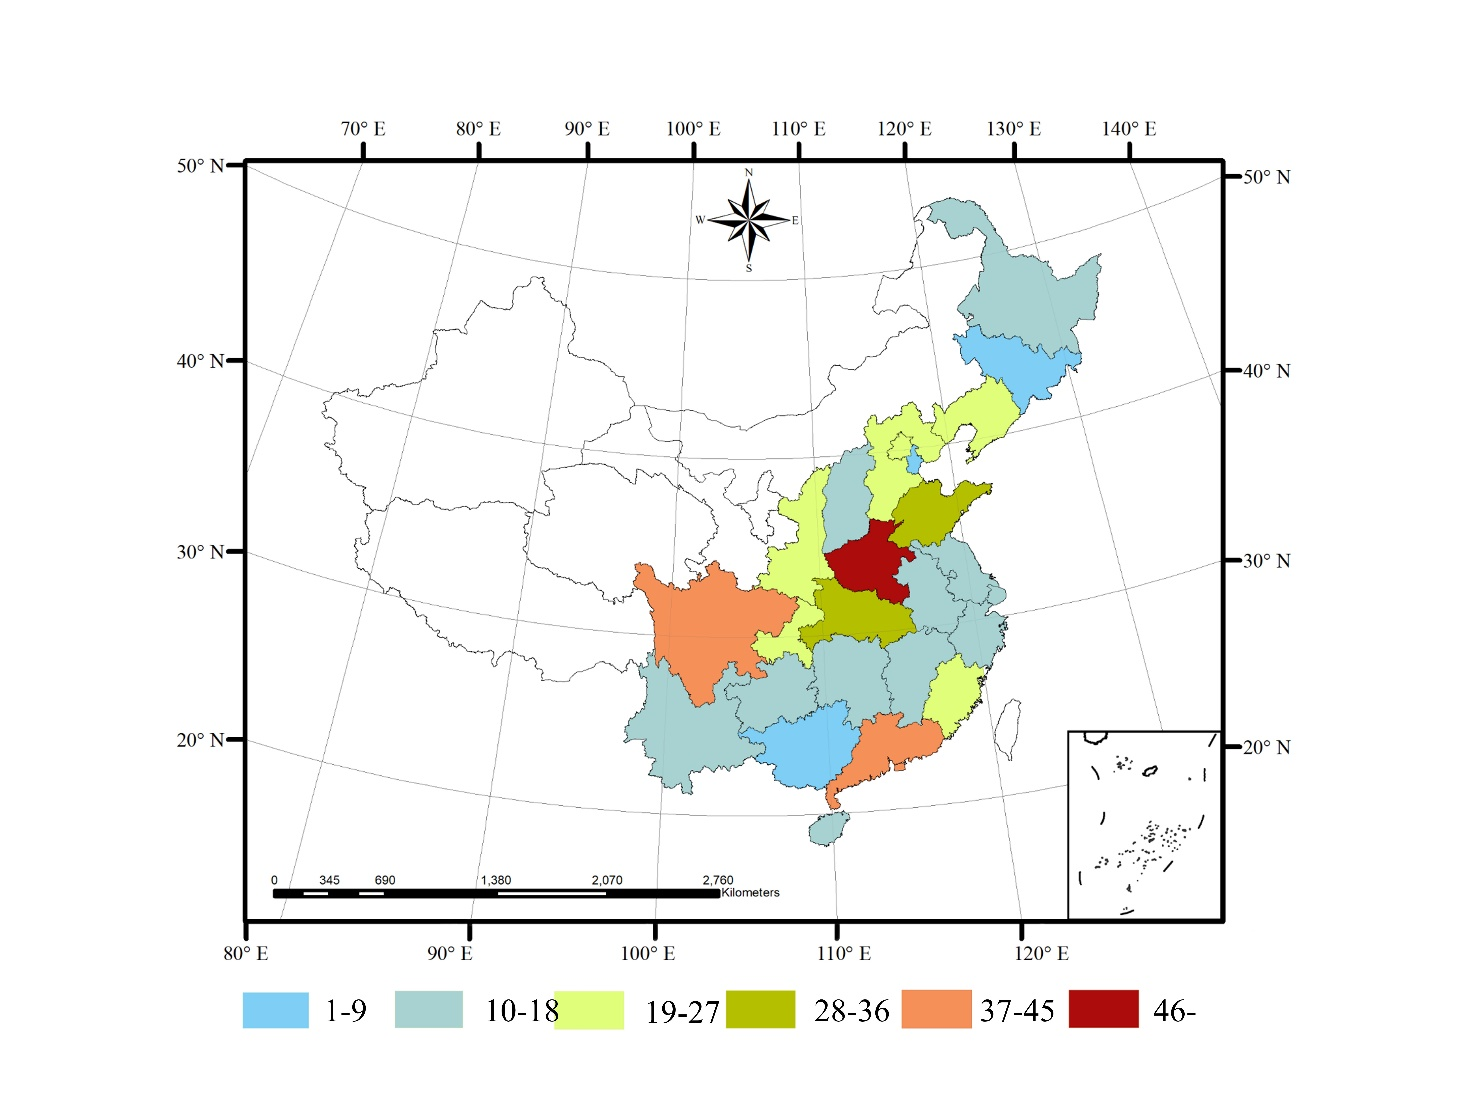 70° E 80° E 90° E 100° E 110° E 120° E 130° E 140° E
50° N
50° N
N
W E
S
40° N
40° N
30° N
30° N
20° N
20° N
0 345 690 1,380 2,070 2,760
Kilometers
80° E 90° E 100° E 110° E 120° E
1-9 10-18 19-27 28-36 37-45 46-